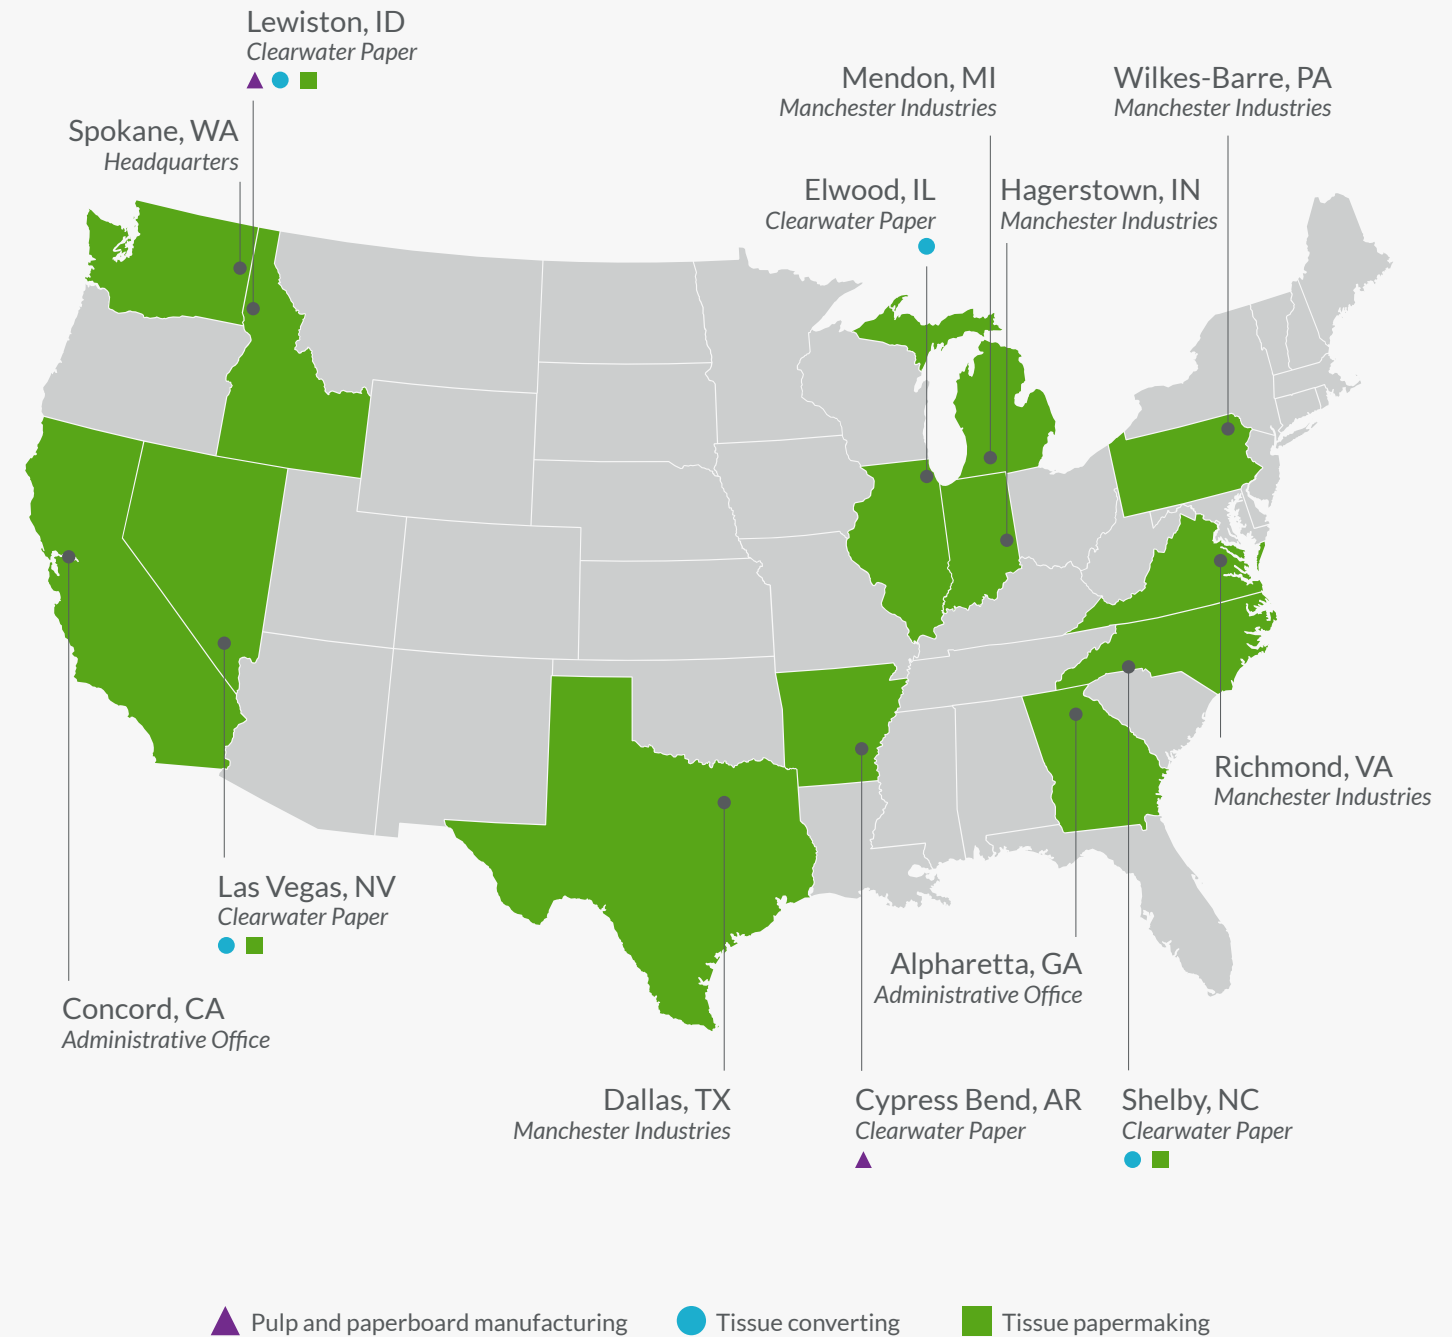 Lewiston, ID
Clearwater Paper
Spokane, WA
Headquarters
Mendon, MI
Manchester Industries
Wilkes-Barre, PA
Manchester Industries
Elwood, IL
Clearwater Paper
Hagerstown, IN
Manchester Industries
Richmond, VA
Manchester Industries
Las Vegas, NV
Clearwater Paper
Concord, CA
Administrative Office
Alpharetta, GA
Administrative Office
Dallas, TX
Manchester Industries
Cypress Bend, AR
Clearwater Paper
Shelby, NC
Clearwater Paper
Pulp and paperboard manufacturing
Tissue converting
Tissue papermaking